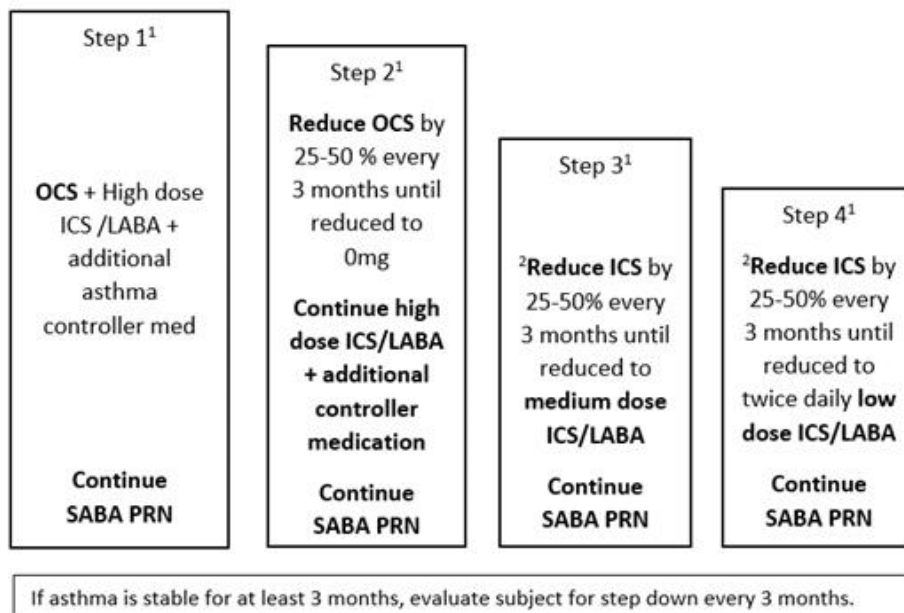 Step 1¹
OCS + High dose
ICS /LABA +
additional
asthma
controller med
Continue
SABA PRN
Step 2¹
Reduce OCS by
25-50 % every
3 months until
reduced to
0mg
Continue high
dose ICS/LABA
+ additional
controller
medication
Continue
SABA PRN
Step 3¹
²Reduce ICS by
25-50% every
3 months until
reduced to
medium dose
ICS/LABA
Continue
SABA PRN
Step 4¹
²Reduce ICS by
25-50% every
3 months until
reduced to
twice daily low
dose ICS/LABA
Continue
SABA PRN
If asthma is stable for at least 3 months, evaluate subject for step down every 3 months.